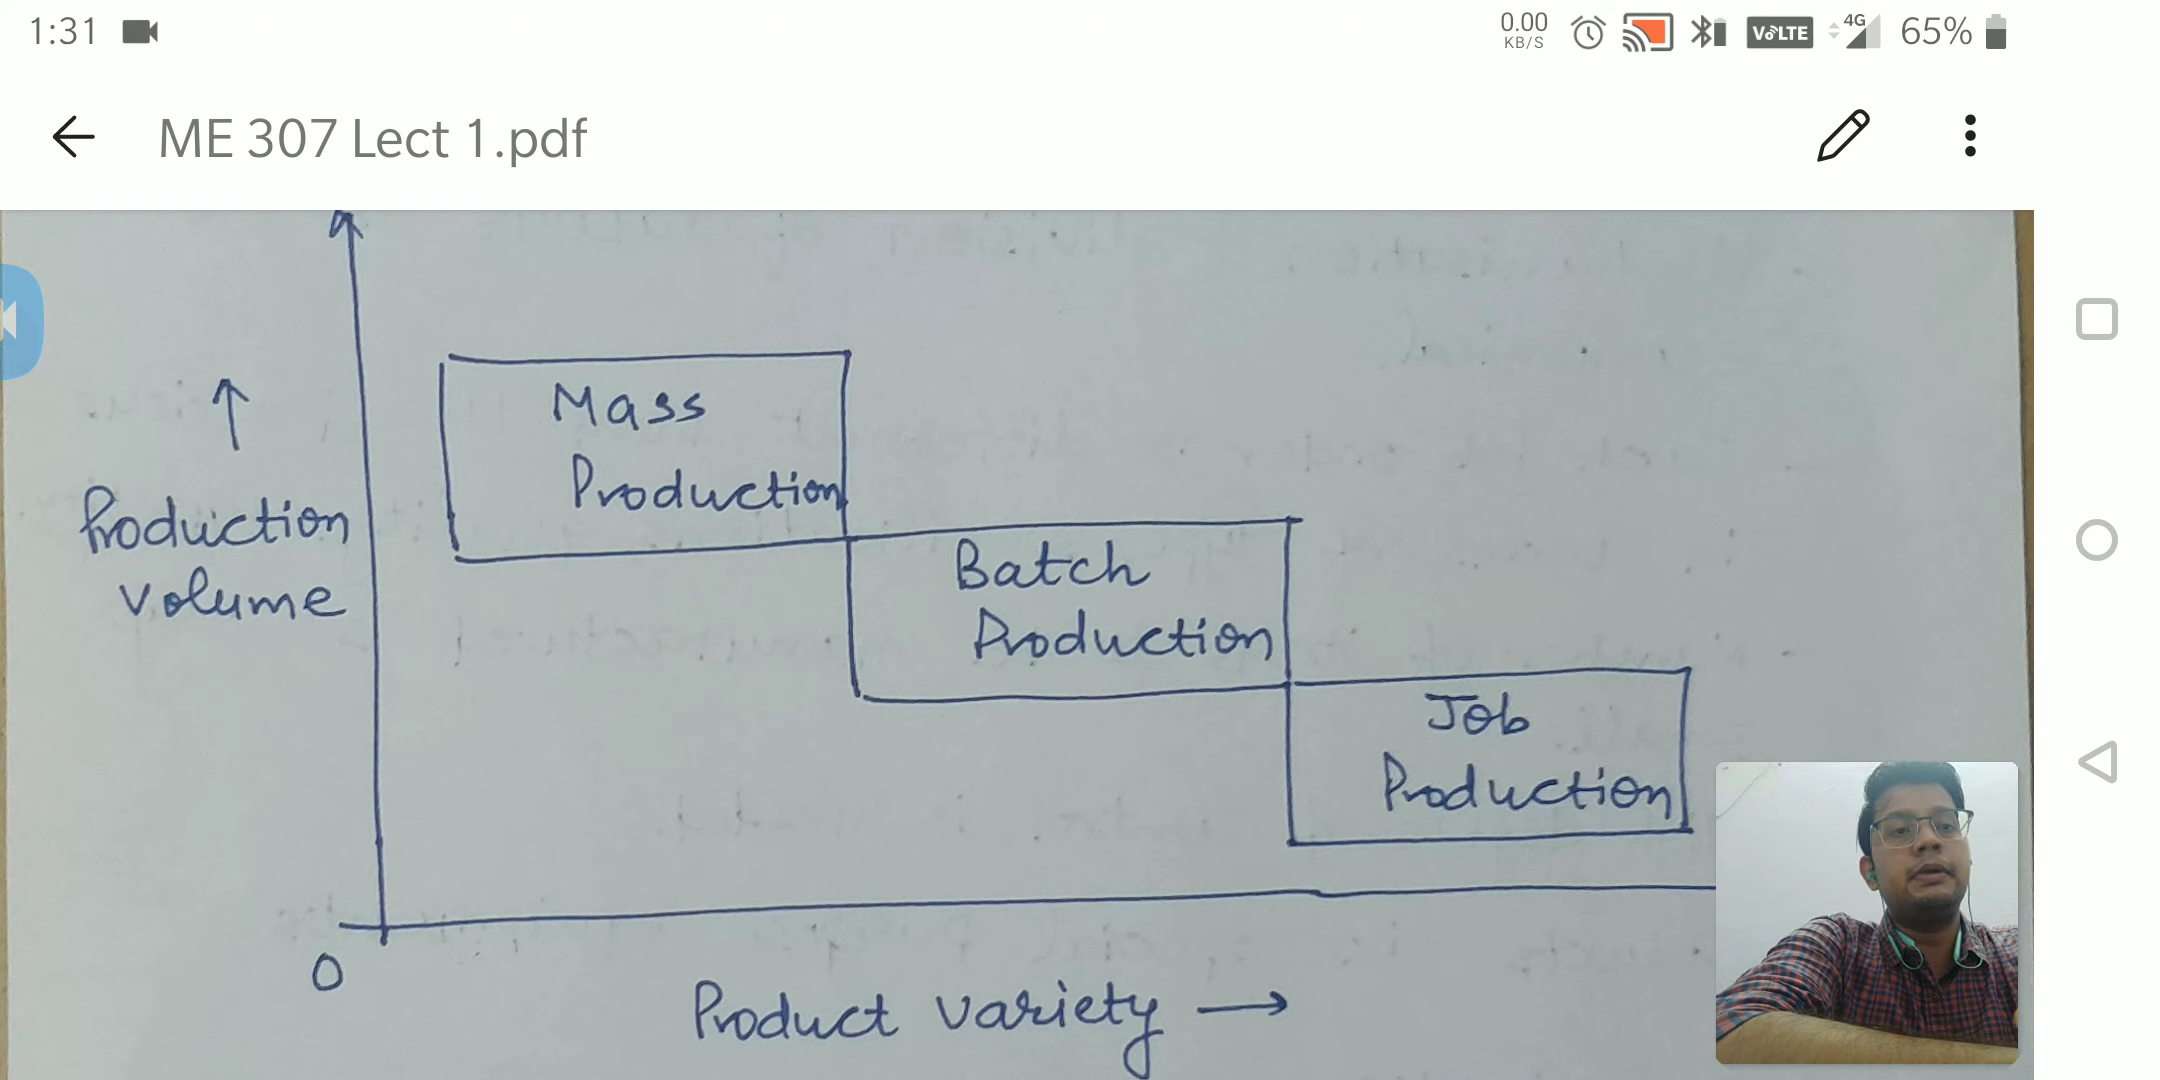 1:31
0.00
KB/S
VoLTE
4G
65%
ME 307 Lect 1.pdf
Mass
Production
Production
volume
Batch
Production
Job
Production
O
Product variety